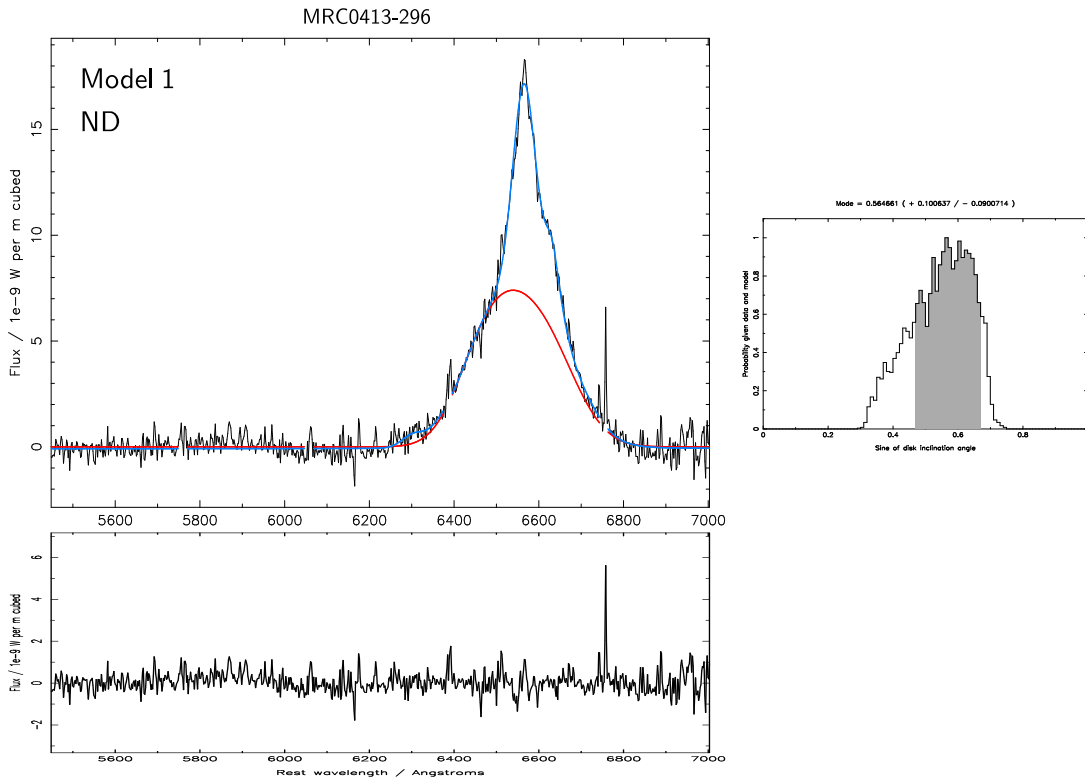 MRC0413-296
Model 1
ND
Flux / 1e-9 W per m cubed
15
10
5
0
5600 5800 6000 6200 6400 6600 6800 7000
Mode = 0.564661 ( + 0.100637 / - 0.0900714 )
Probability given data and model
1
0.8
0.6
0.4
0.2
0
0 0.2 0.4 0.6 0.8
Sine of disk inclination angle
Flux / 1e-9 W per m cubed
6
4
2
0
-2
5600 5800 6000 6200 6400 6600 6800 7000
Rest wavelength / Angstroms